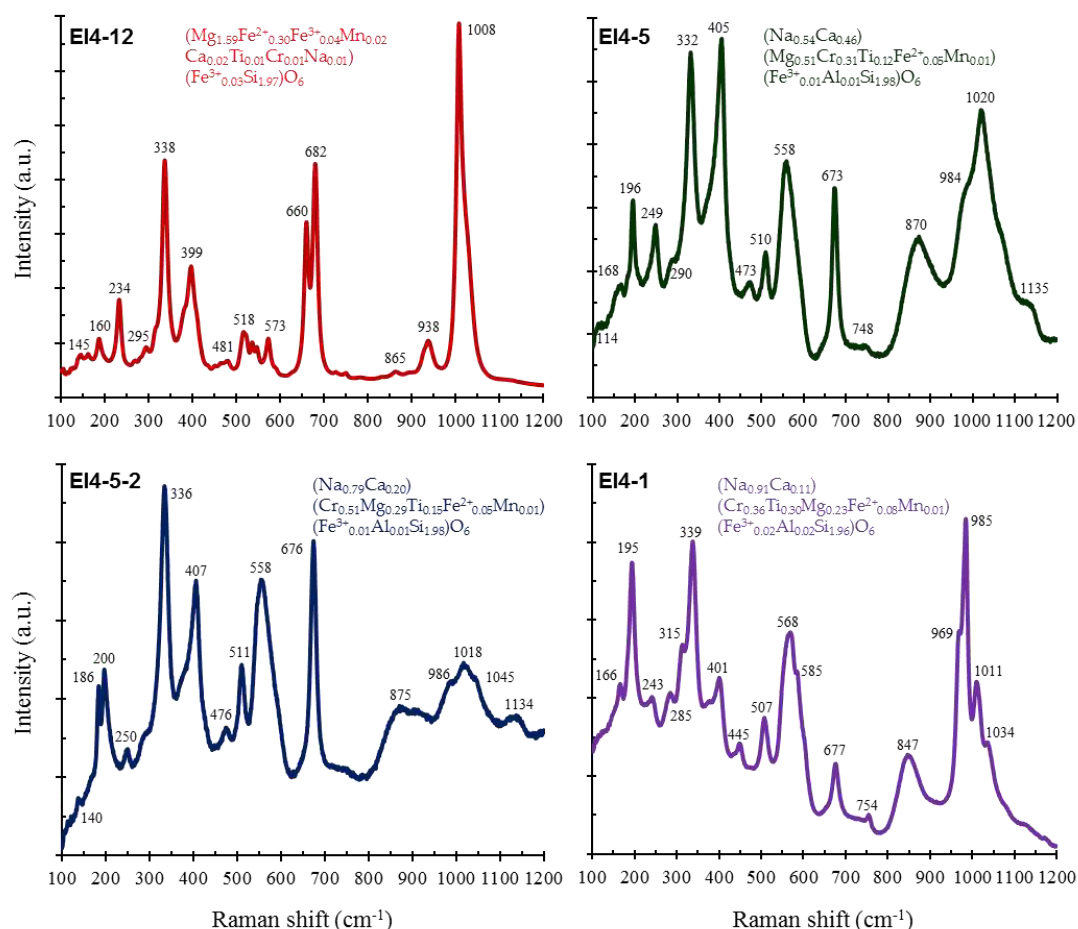 EI4-12
(Mg1.59Fe2+0.30Fe3+0.04Mn0.02
Ca0.02Ti0.01Cr0.01Na0.01)
(Fe3+0.03Si1.97)O6
1008
338
682
660
399
234
160
145
295
481
518
573
865
938
Intensity (a.u.)
100 200 300 400 500 600 700 800 900 1000 1100 1200
EI4-5
(Na0.54Ca0.46)
(Mg0.51Cr0.31Ti0.12Fe2+0.05Mn0.01)
(Fe3+0.01Al0.01Si1.98)O6
332
405
1020
558
984
196
673
249
870
510
168
290
473
1135
114
748
100 200 300 400 500 600 700 800 900 1000 1100 1200
EI4-5-2
(Na0.79Ca0.20)
(Cr0.51Mg0.29Ti0.15Fe2+0.05Mn0.01)
(Fe3+0.01Al0.01Si1.98)O6
336
676
407
558
200
186
511
1018
986
1045
875
476
1134
250
140
Intensity (a.u.)
100 200 300 400 500 600 700 800 900 1000 1100 1200
Raman shift (cm-1)
EI4-1
(Na0.91Ca0.11)
(Cr0.36Ti0.30Mg0.23Fe2+0.08Mn0.01)
(Fe3+0.02Al0.02Si1.96)O6
985
339
195
315
568
969
585
401
1011
166
243
285
507
445
1034
677
847
754
100 200 300 400 500 600 700 800 900 1000 1100 1200
Raman shift (cm-1)